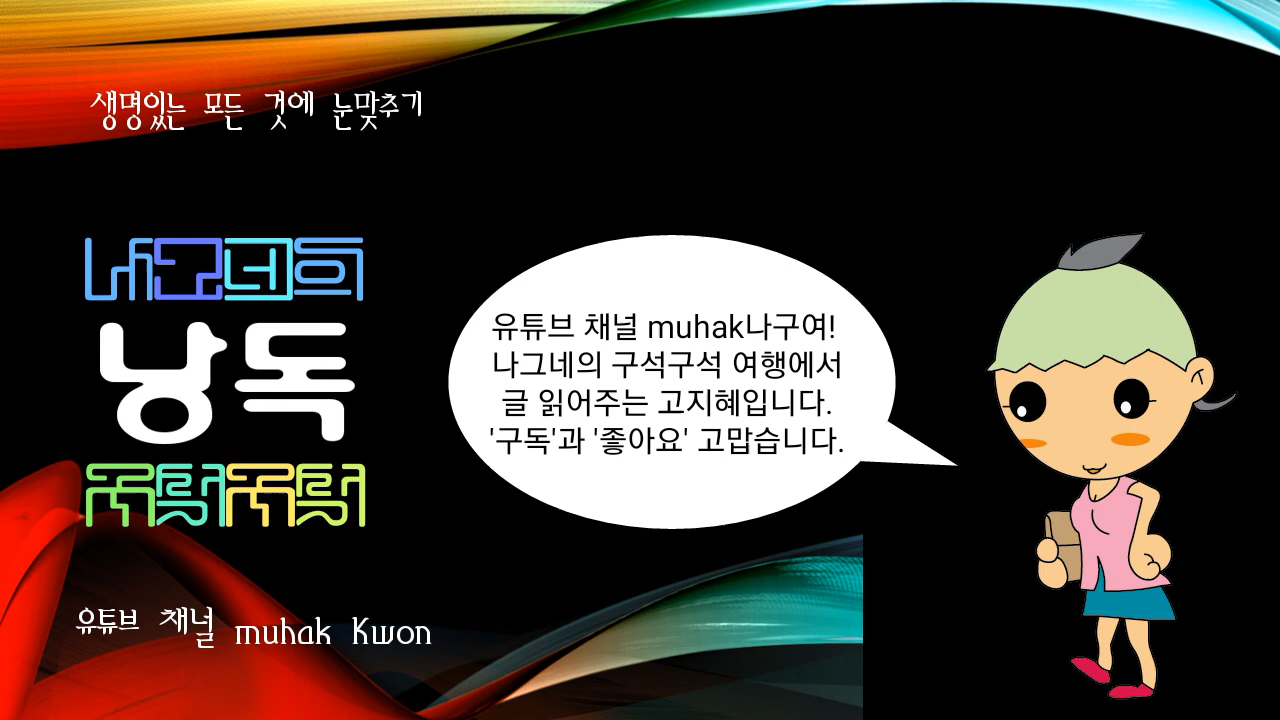 생명있는 모든 것에 눈맞추기
나그네의
낭독
구석구석
유튜브 채널 muhak나구여!
나그네의 구석구석 여행에서
글 읽어주는 고지혜입니다.
'구독'과 '좋아요' 고맙습니다.
유튜브 채널 muhak Kwon